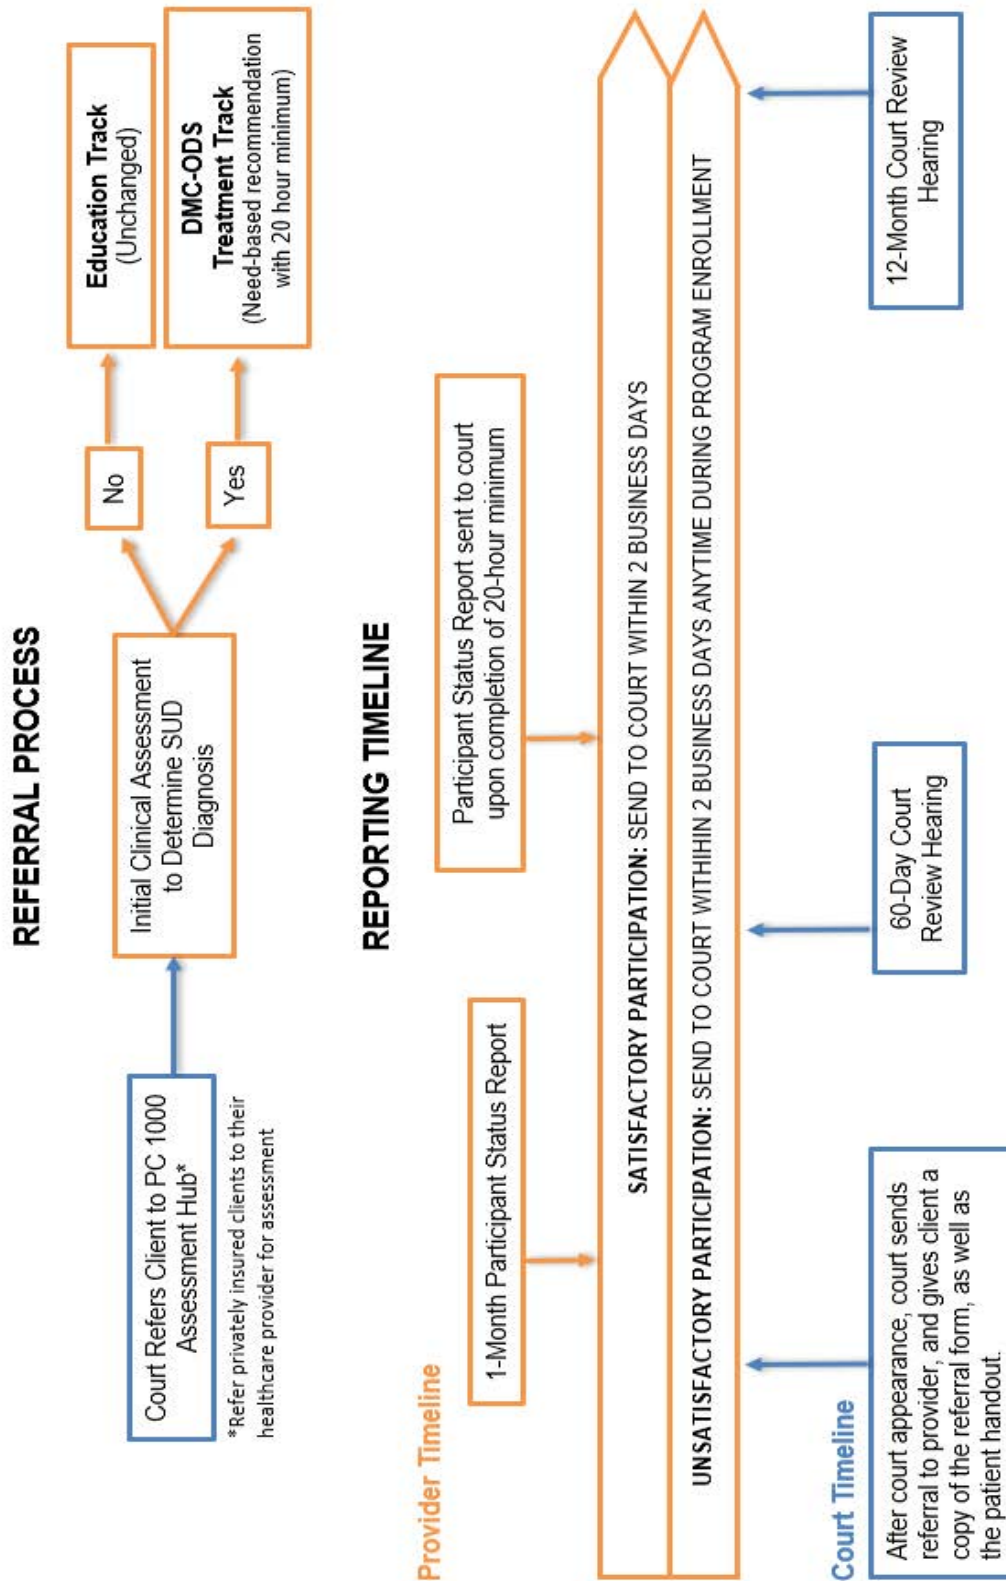 REFERRAL PROCESS
Court Refers Client to PC 1000
Assessment Hub*
*Refer privately insured clients to their
healthcare provider for assessment
Initial Clinical Assessment
to Determine SUD
Diagnosis
No
Yes
Education Track
(Unchanged)
DMC-ODS
Treatment Track
(Need-based recommendation
with 20 hour minimum)
REPORTING TIMELINE
Provider Timeline
1-Month Participant Status Report
Participant Status Report sent to court
upon completion of 20-hour minimum
SATISFACTORY PARTICIPATION: SEND TO COURT WITHIN 2 BUSINESS DAYS
UNSATISFACTORY PARTICIPATION: SEND TO COURT WITHIHIN 2 BUSINESS DAYS ANYTIME DURING PROGRAM ENROLLMENT
Court Timeline
After court appearance, court sends
referral to provider, and gives client a
copy of the referral form, as well as
the patient handout.
60-Day Court
Review Hearing
12-Month Court Review
Hearing